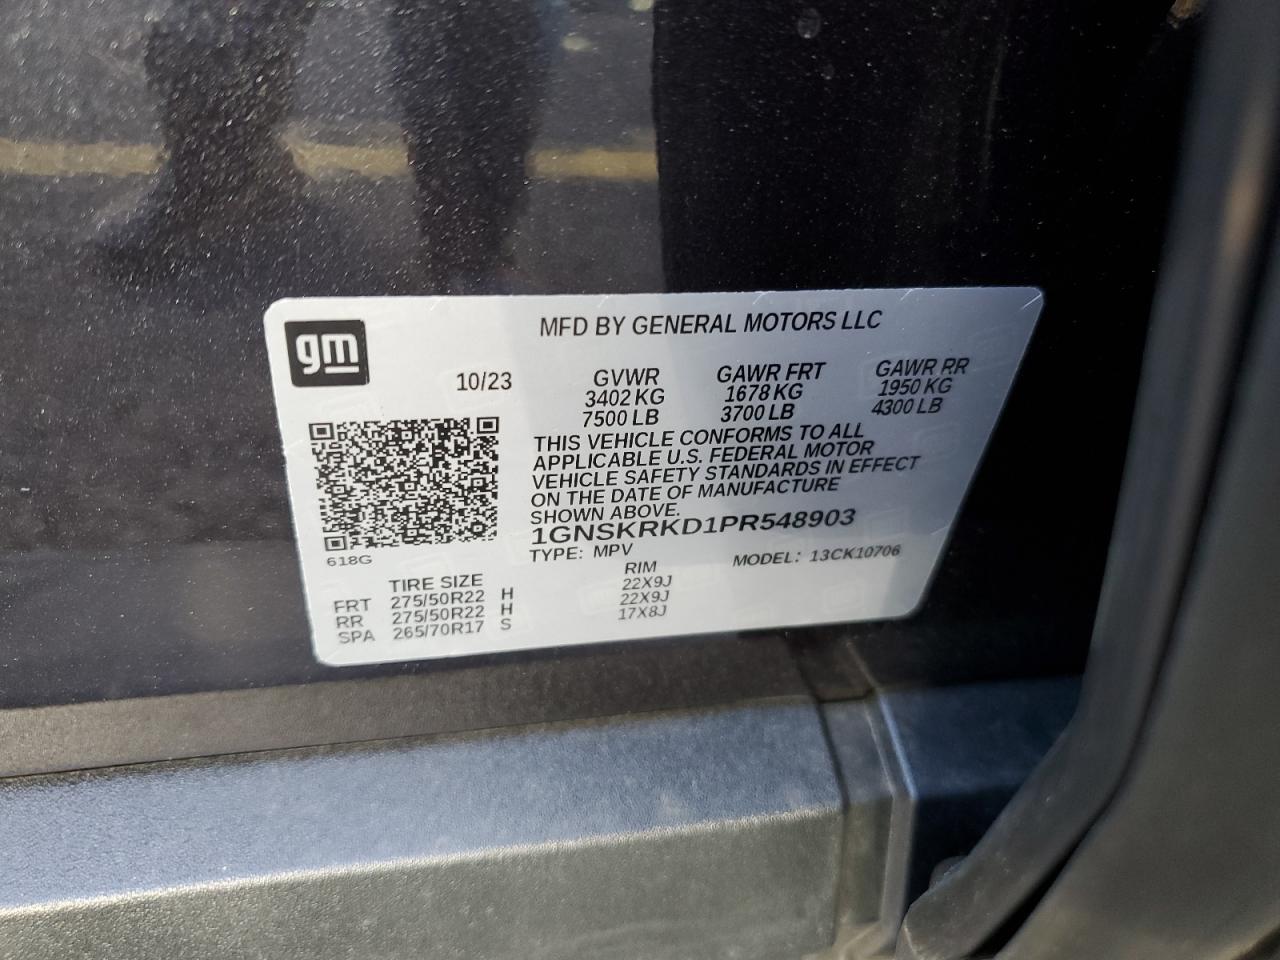 gm
MFD BY GENERAL MOTORS LLC
10/23
GVWR GAWR FRT GAWR RR
3402 KG 1678 KG 1950 KG
7500 LB 3700 LB 4300 LB
THIS VEHICLE CONFORMS TO ALL
APPLICABLE U.S. FEDERAL MOTOR
VEHICLE SAFETY STANDARDS IN EFFECT
ON THE DATE OF MANUFACTURE
SHOWN ABOVE.
1GNSKRKD1PR548903
TYPE: MPV MODEL: 13CK10706
618G
TIRE SIZE RIM
FRT 275/50R22 H 22X9J
RR 275/50R22 H 22X9J
SPA 265/70R17 S 17X8J